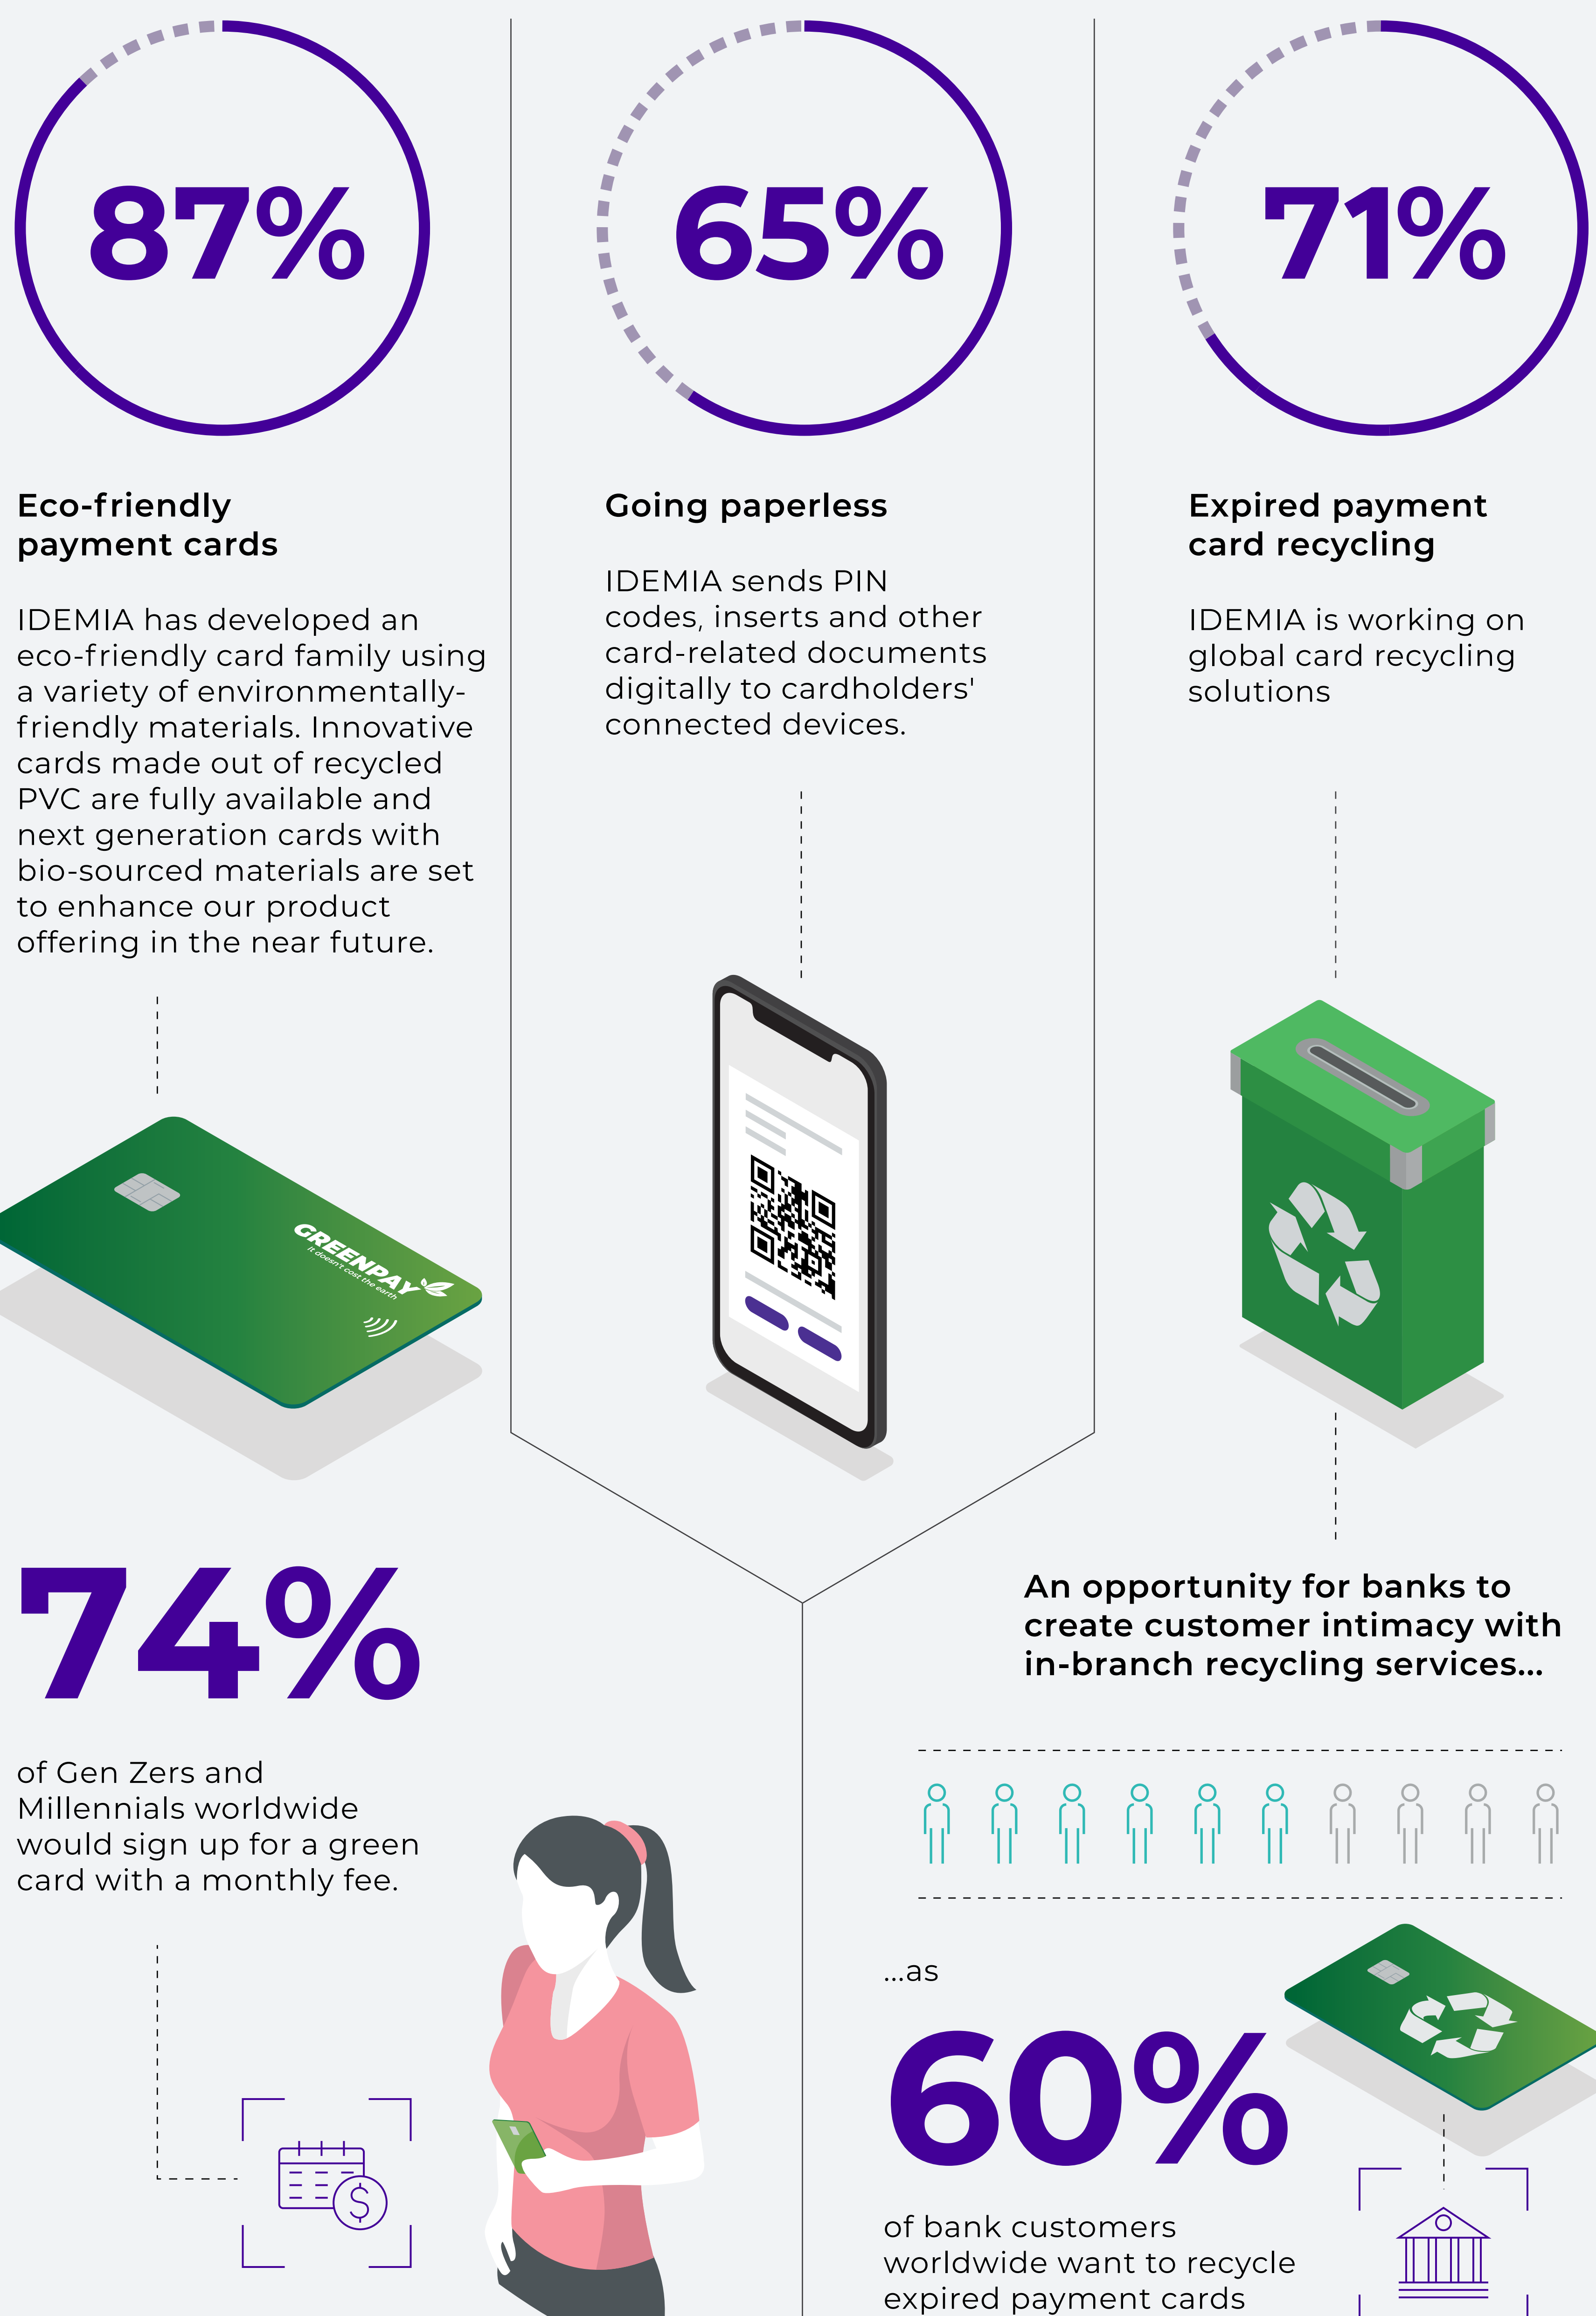 87%
Eco-friendly
payment cards
IDEMIA has developed an
eco-friendly card family using
a variety of environmentally-
friendly materials. Innovative
cards made out of recycled
PVC are fully available and
next generation cards with
bio-sourced materials are set
to enhance our product
offering in the near future.
GREENPAY
It doesn't cost the earth
65%
Going paperless
IDEMIA sends PIN
codes, inserts and other
card-related documents
digitally to cardholders'
connected devices.
71%
Expired payment
card recycling
IDEMIA is working on
global card recycling
solutions
74%
of Gen Zers and
Millennials worldwide
would sign up for a green
card with a monthly fee.
$
An opportunity for banks to
create customer intimacy with
in-branch recycling services...
...as
60%
of bank customers
worldwide want to recycle
expired payment cards